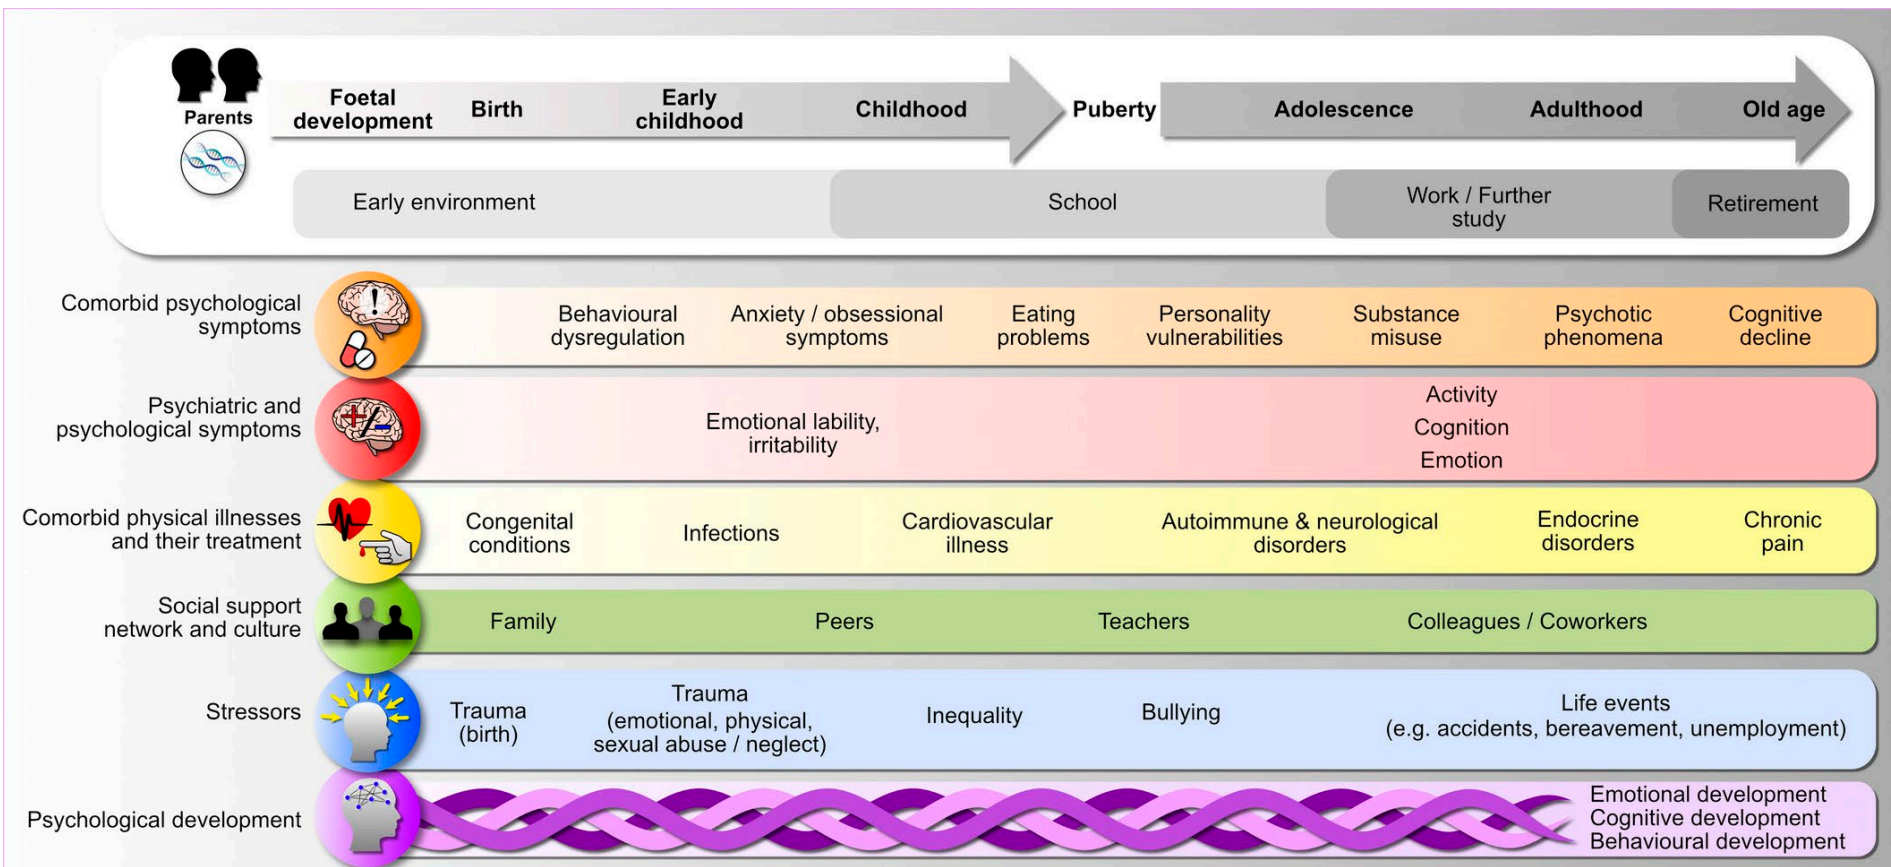 Parents
Foetal
development
Birth
Early
childhood
Childhood
Puberty
Adolescence
Adulthood
Old age
Early environment
School
Work / Further
study
Retirement
Comorbid psychological
symptoms
!
Behavioural
dysregulation
Anxiety / obsessional
symptoms
Eating
problems
Personality
vulnerabilities
Substance
misuse
Psychotic
phenomena
Cognitive
decline
Psychiatric and
psychological symptoms
+/-
Emotional lability,
irritability
Activity
Cognition
Emotion
Comorbid physical illnesses
and their treatment
Congenital
conditions
Infections
Cardiovascular
illness
Autoimmune & neurological
disorders
Endocrine
disorders
Chronic
pain
Social support
network and culture
Family
Peers
Teachers
Colleagues / Coworkers
Stressors
Trauma
(birth)
Trauma
(emotional, physical,
sexual abuse / neglect)
Inequality
Bullying
Life events
(e.g. accidents, bereavement, unemployment)
Psychological development
Emotional development
Cognitive development
Behavioural development